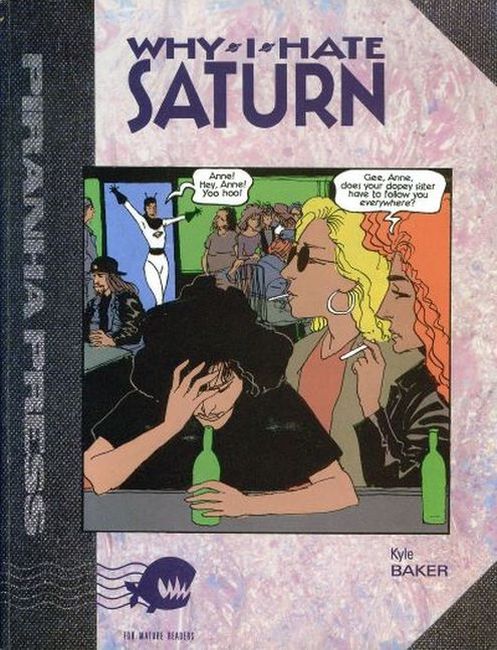 WHY I HATE
SATURN
PIRANHA PRESS
Anne!
Hey, Anne!
Yoo hoo!
Gee, Anne,
does your dopey sister
have to follow you
everywhere?
Kyle
BAKER
FOR MATURE READERS